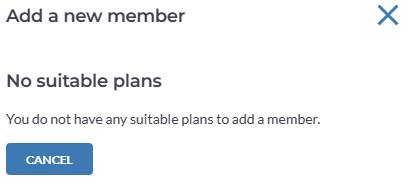 Add a new member
No suitable plans
You do not have any suitable plans to add a member.
CANCEL